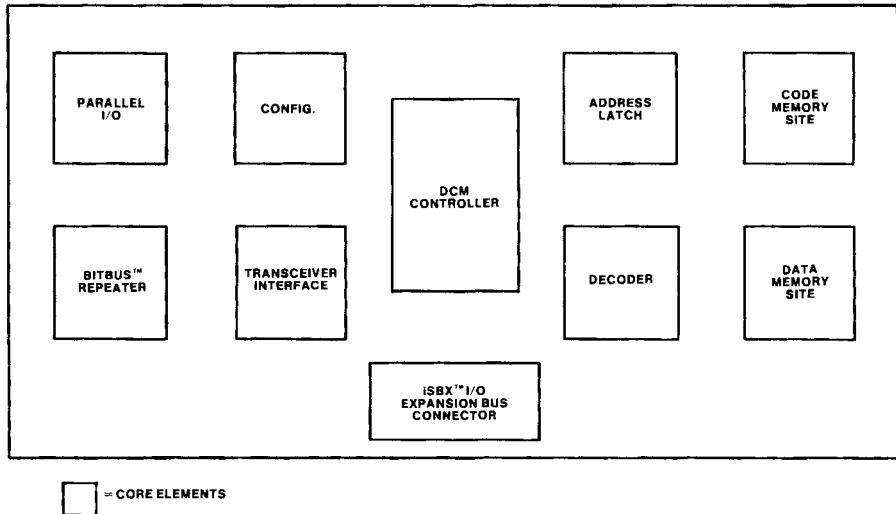 PARALLEL
I/O
CONFIG.
DCM
CONTROLLER
ADDRESS
LATCH
CODE
MEMORY
SITE
BITBUS™
REPEATER
TRANSCEIVER
INTERFACE
DECODER
DATA
MEMORY
SITE
iSBX™ I/O
EXPANSION BUS
CONNECTOR
= CORE ELEMENTS